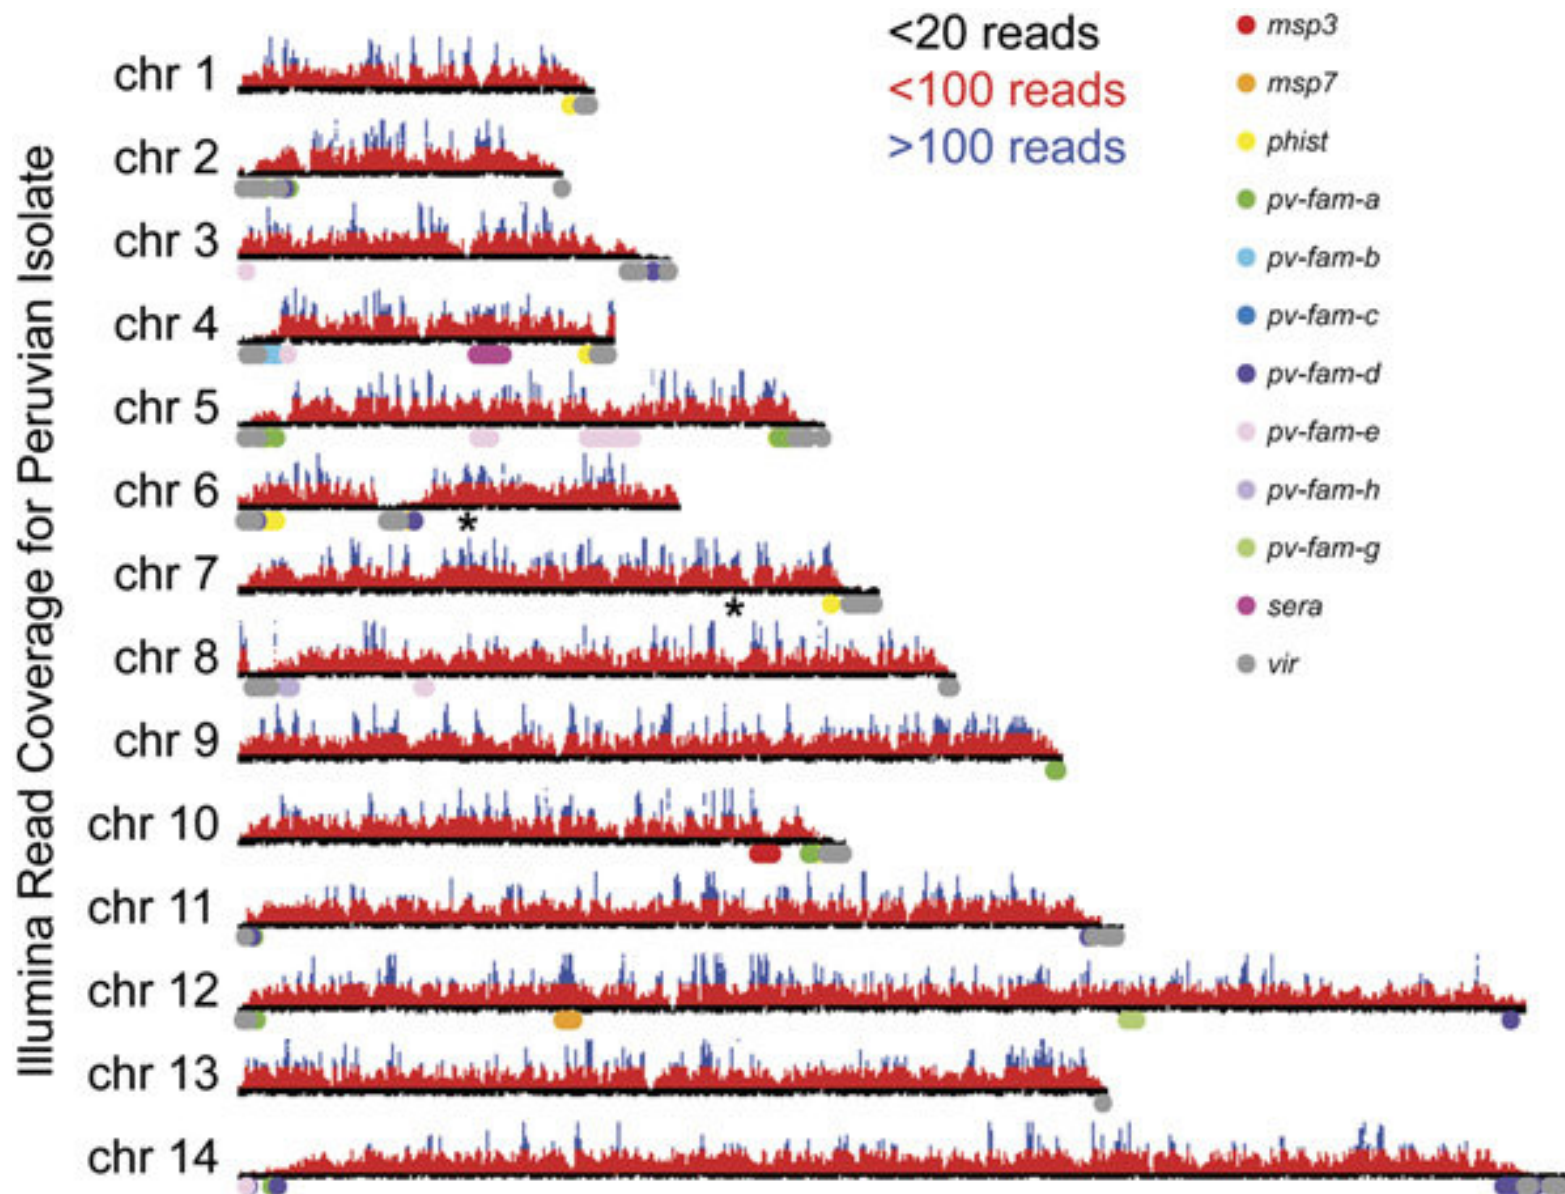 Illumina Read Coverage for Peruvian Isolate
<20 reads
<100 reads
>100 reads
msp3
msp7
phist
pv-fam-a
pv-fam-b
pv-fam-c
pv-fam-d
pv-fam-e
pv-fam-h
pv-fam-g
sera
vir
chr 1
chr 2
chr 3
chr 4
chr 5
chr 6
*
chr 7
*
chr 8
chr 9
chr 10
chr 11
chr 12
chr 13
chr 14